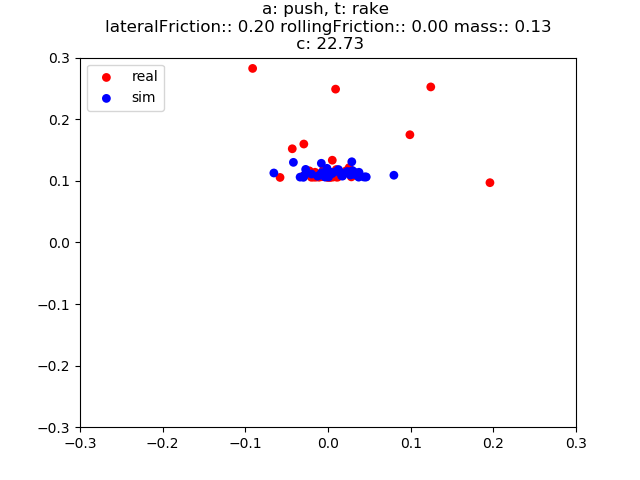 a: push, t: rake
lateralFriction:: 0.20 rollingFriction:: 0.00 mass:: 0.13
c: 22.73
real
sim
0.3
0.2
0.1
0.0
−0.1
−0.2
−0.3
−0.3 −0.2 −0.1 0.0 0.1 0.2 0.3